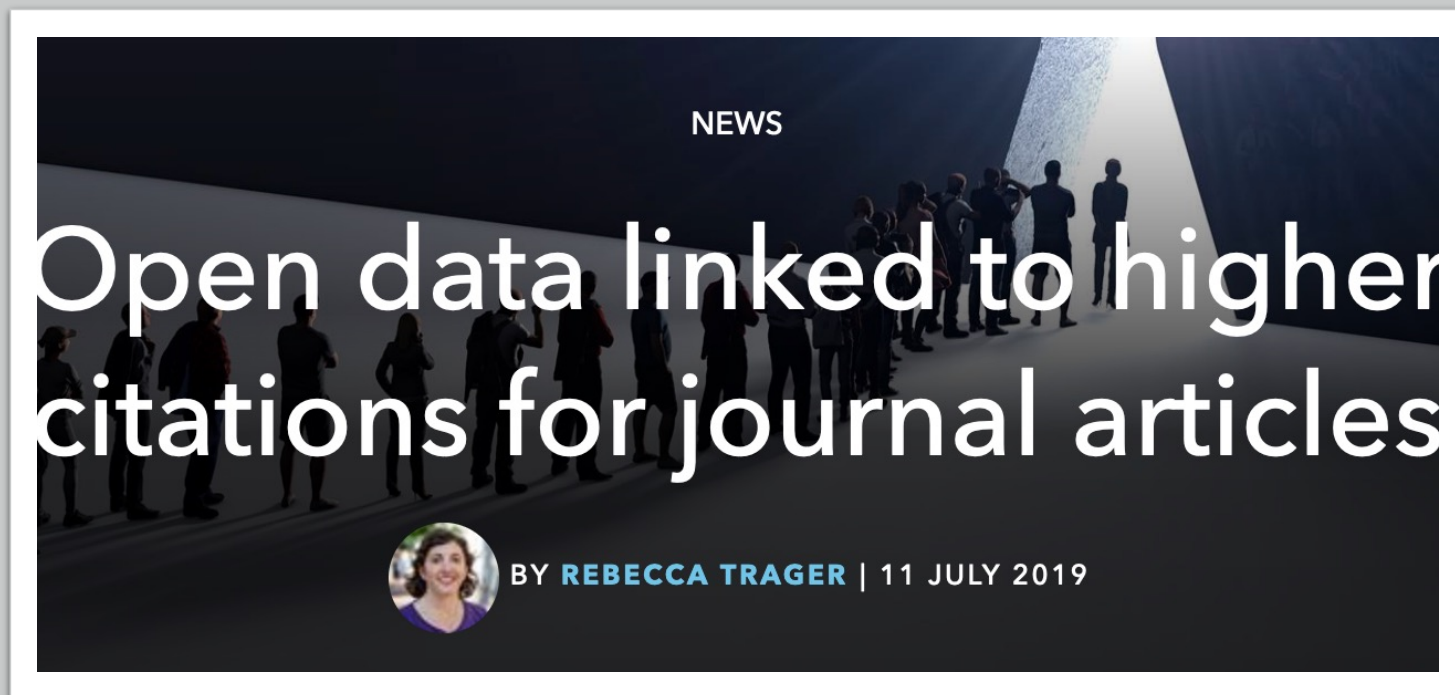 NEWS
Open data linked to higher
citations for journal articles
BY REBECCA TRAGER | 11 JULY 2019